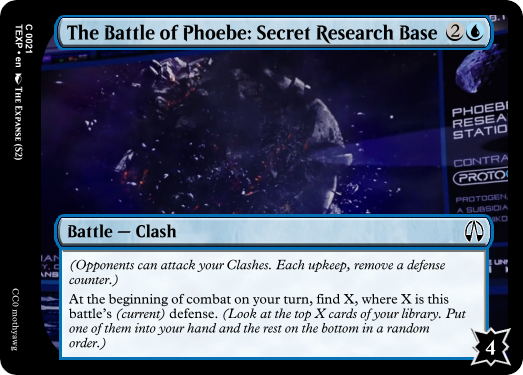 The Battle of Phoebe: Secret Research Base 2
C 0021
TEXP • en THE EXPANSE (S2)
PHOEBE
RESEA
STATIO
CONTRA
PROTO
PROTOGEN,
A SUBSIDIA
Battle — Clash
(Opponents can attack your Clashes. Each upkeep, remove a defense
counter.)
At the beginning of combat on your turn, find X, where X is this
battle's (current) defense. (Look at the top X cards of your library. Put
one of them into your hand and the rest on the bottom in a random
order.)
4
CC0 mothyawg